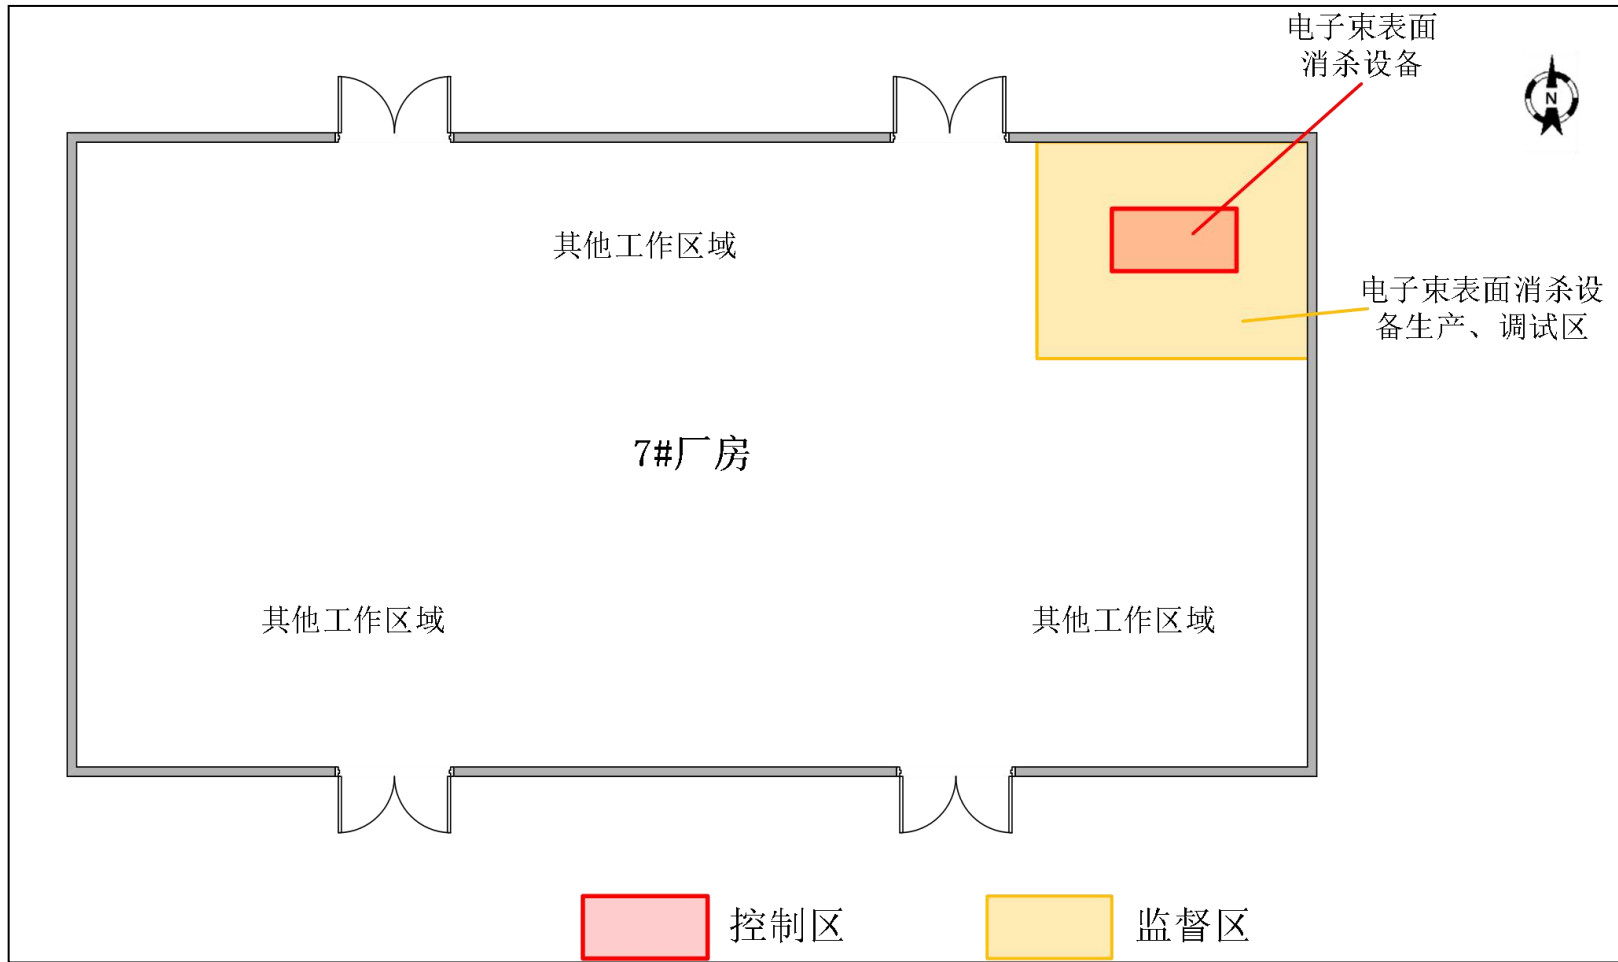 电子束表面
消杀设备
N
其他工作区域
电子束表面消杀设
备生产、调试区
7#厂房
其他工作区域
其他工作区域
控制区
监督区